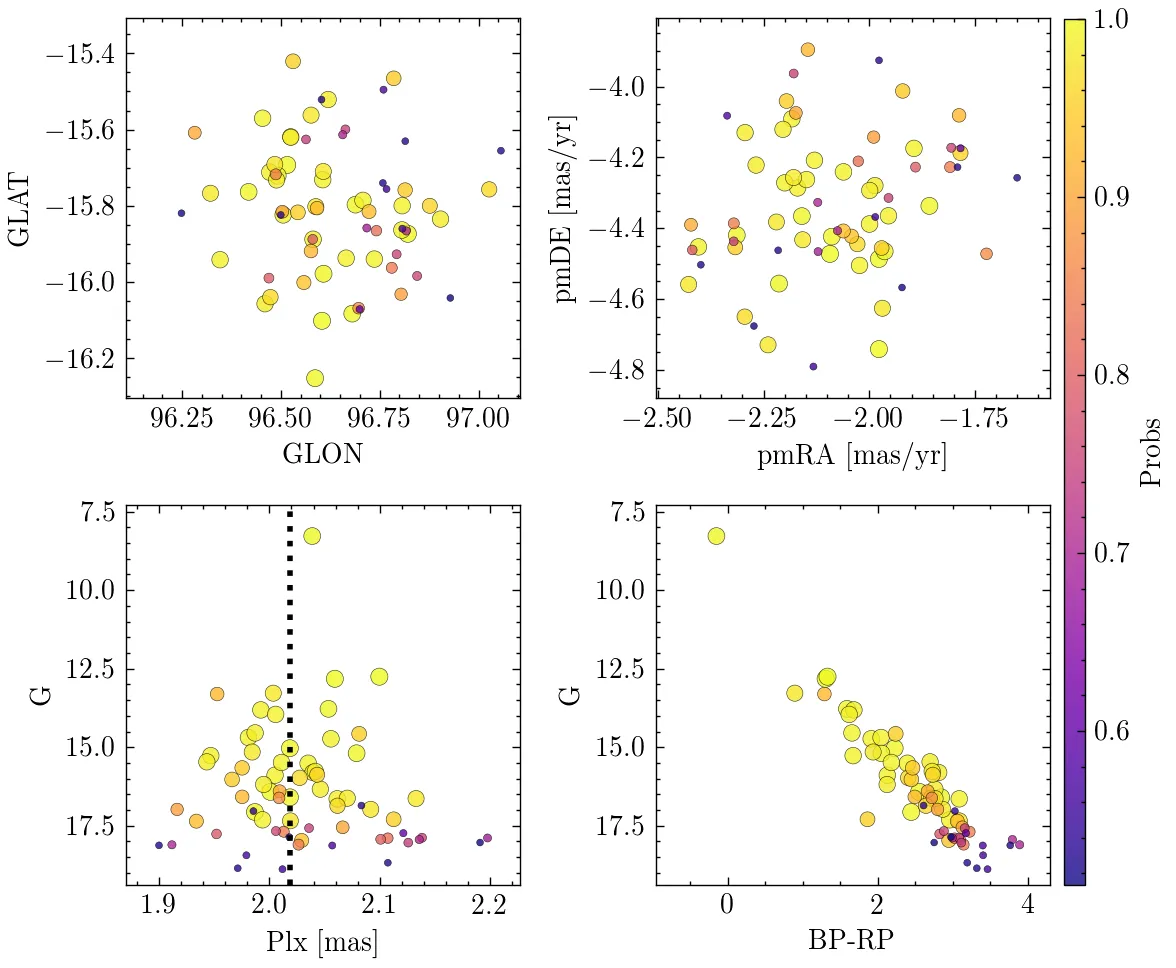 −15.4
−15.6
−15.8
−16.0
−16.2
GLAT
96.25 96.50 96.75 97.00
GLON
−4.0
−4.2
−4.4
−4.6
−4.8
pmDE [mas/yr]
−2.50 −2.25 −2.00 −1.75
pmRA [mas/yr]
7.5
10.0
12.5
15.0
17.5
G
1.9 2.0 2.1 2.2
Plx [mas]
7.5
10.0
12.5
15.0
17.5
G
0 2 4
BP-RP
1.0
0.9
0.8
0.7
0.6
Probs